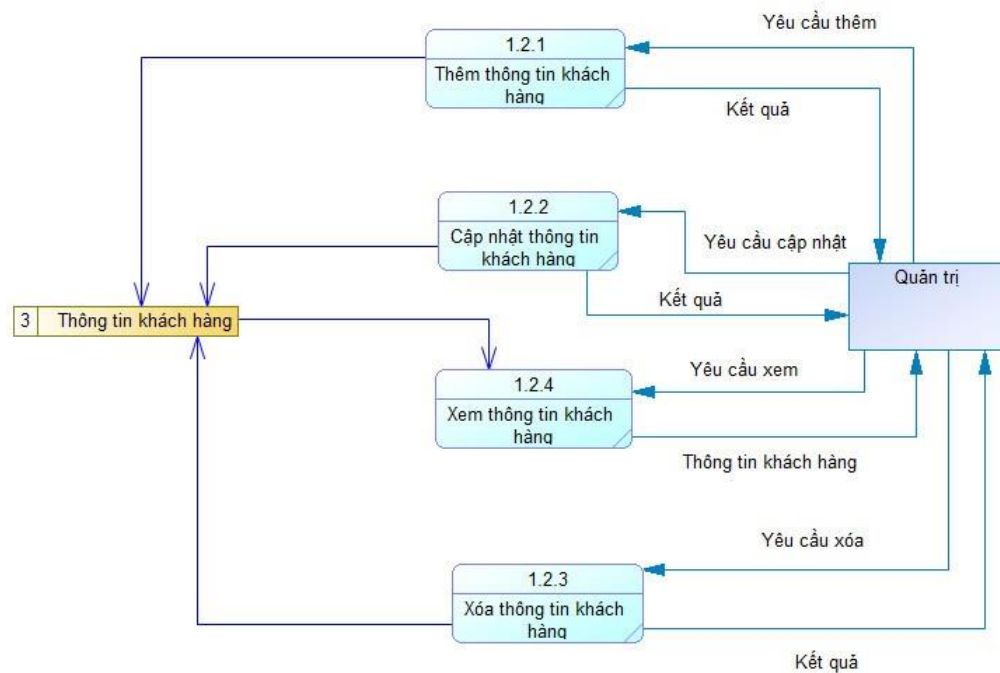 Yêu cầu thêm
1.2.1
Thêm thông tin khách
hàng
Kết quả
1.2.2
Cập nhật thông tin
khách hàng
Yêu cầu cập nhật
Quản trị
Kết quả
3 Thông tin khách hàng
Yêu cầu xem
1.2.4
Xem thông tin khách
hàng
Thông tin khách hàng
Yêu cầu xóa
1.2.3
Xóa thông tin khách
hàng
Kết quả